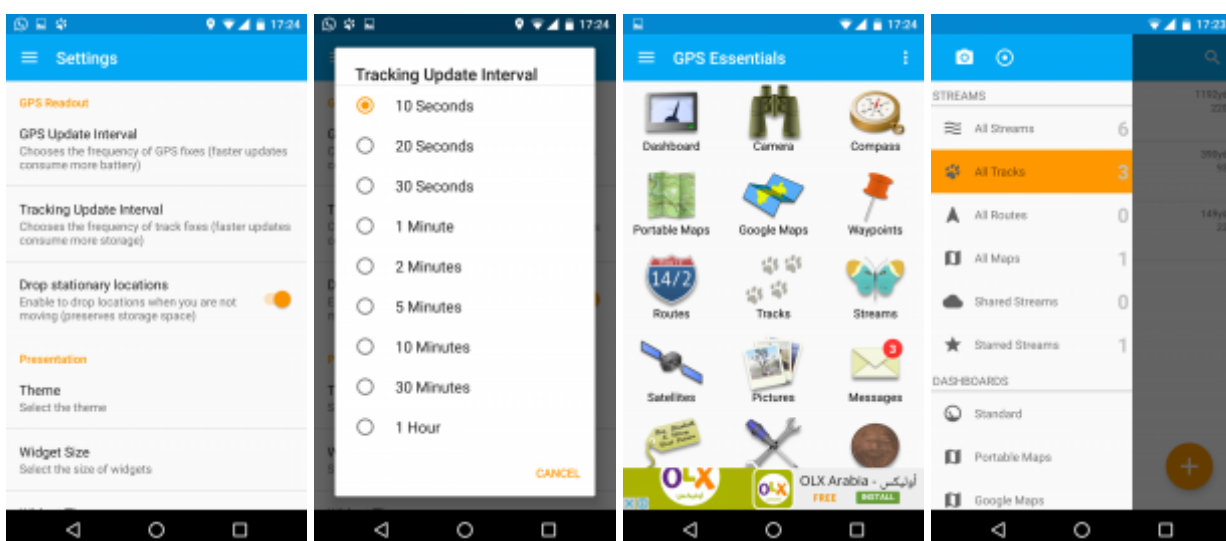 17:24
Settings
GPS Readout
GPS Update Interval
Chooses the frequency of GPS fixes (faster updates
consume more battery)
Tracking Update Interval
Chooses the frequency of track fixes (faster updates
consume more storage)
Drop stationary locations
Enable to drop locations when you are not
moving (preserves storage space)
Presentation
Theme
Select the theme
Widget Size
Select the size of widgets
17:24
Tracking Update Interval
10 Seconds
20 Seconds
30 Seconds
1 Minute
2 Minutes
5 Minutes
10 Minutes
30 Minutes
1 Hour
CANCEL
17:24
GPS Essentials
Dashboard
Camera
Compass
Portable Maps
Google Maps
Waypoints
14/2
Routes
Tracks
Streams
3
Satellites
Pictures
Messages
OLX
OLX
OLX Arabia - أوليكس
FREE
INSTALL
17:23
STREAMS
All Streams 6
All Tracks 3
All Routes 0
All Maps 1
Shared Streams 0
Starred Streams 1
DASHBOARDS
Standard
Portable Maps
Google Maps